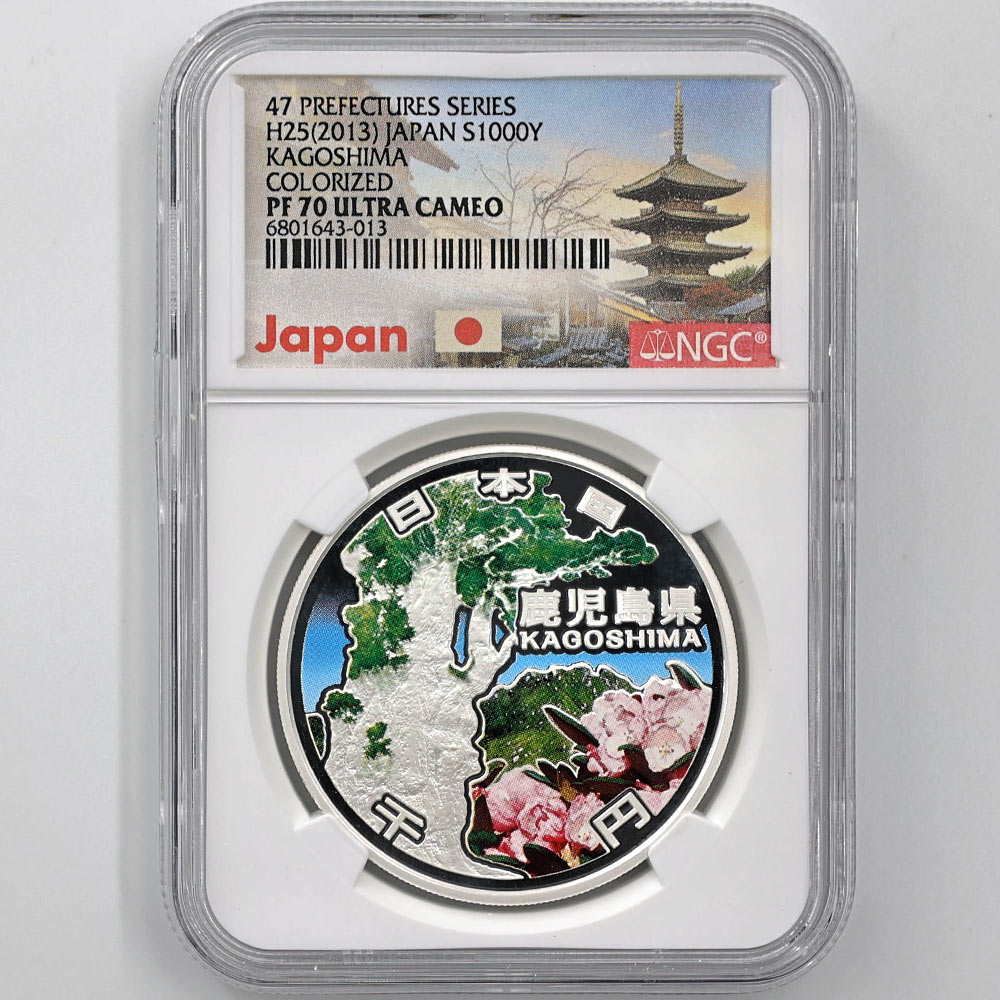 47 PREFECTURES SERIES
H25(2013) JAPAN S1000Y
KAGOSHIMA
COLORIZED
PF 70 ULTRA CAMEO
6801643-013
Japan
NGC®
日本国
鹿児島県
KAGOSHIMA
千円